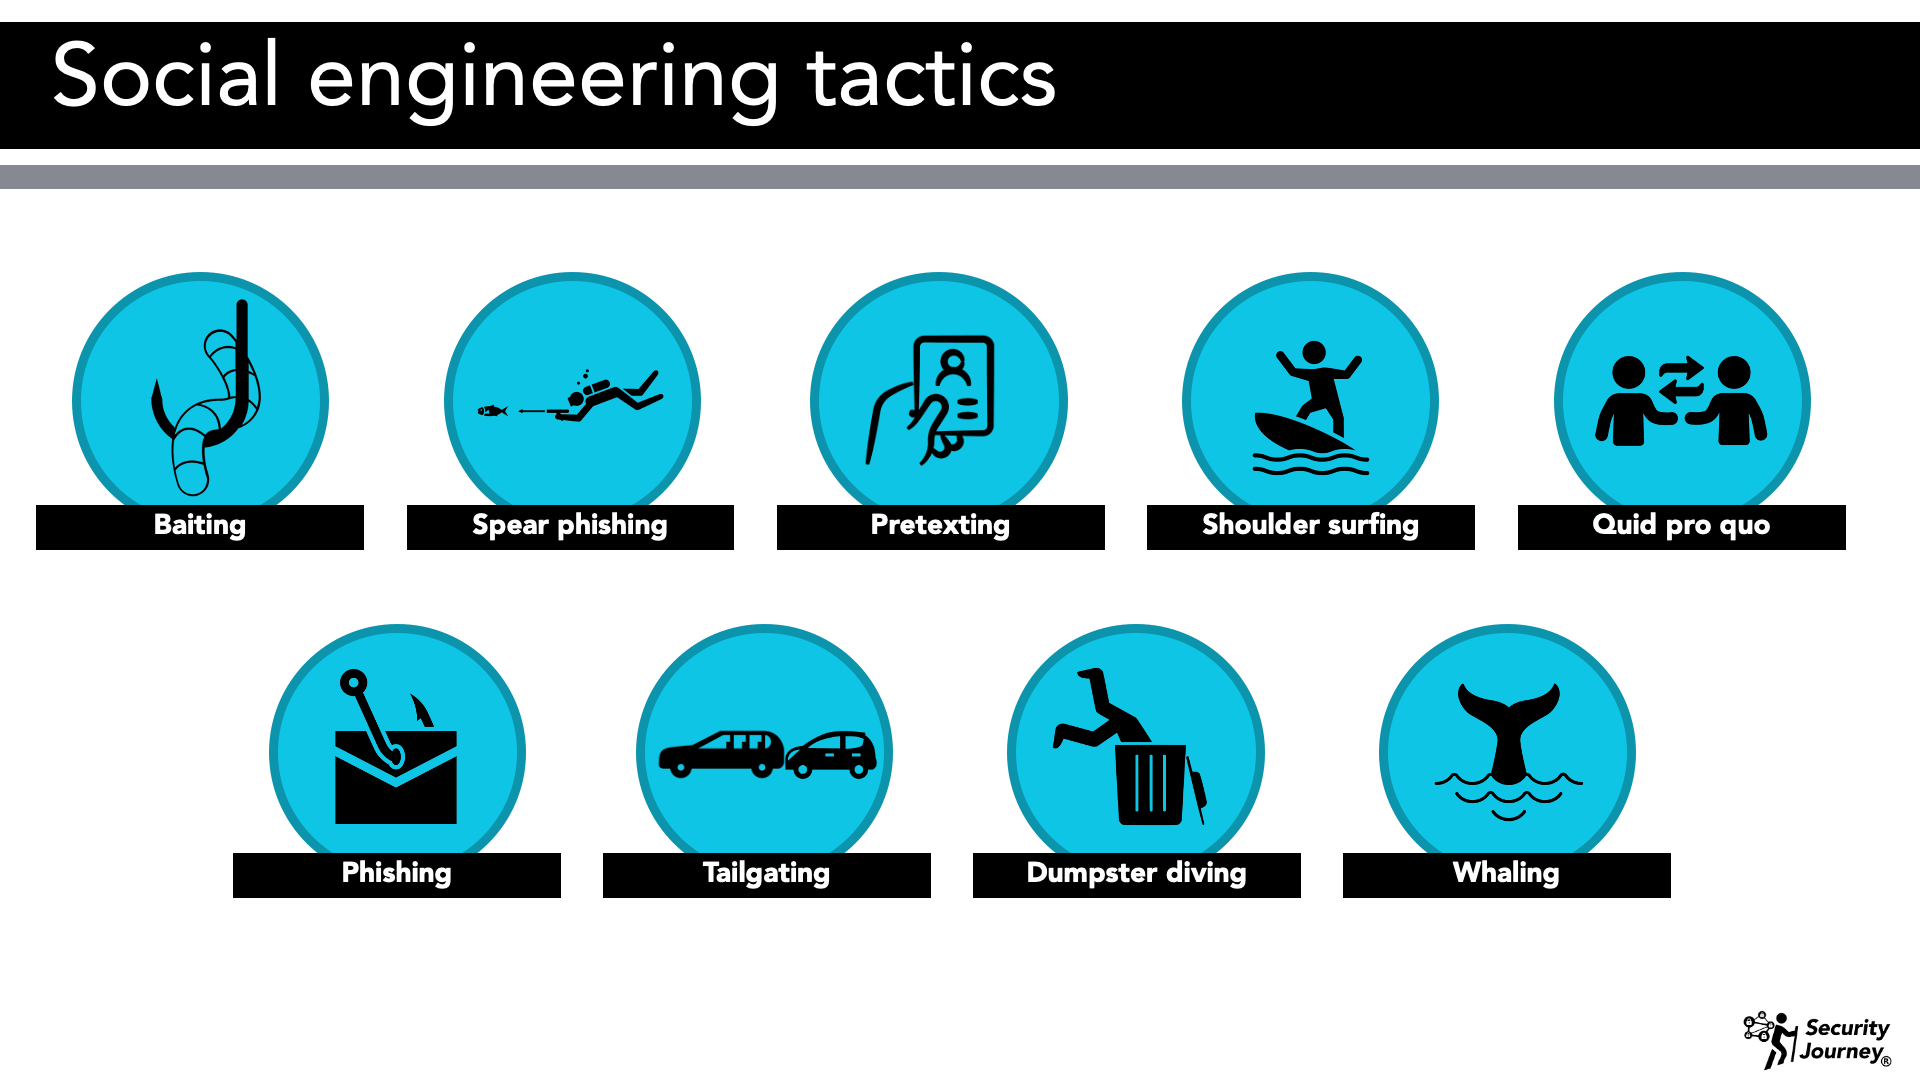 Social engineering tactics
Baiting
Spear phishing
Pretexting
Shoulder surfing
Quid pro quo
Phishing
Tailgating
Dumpster diving
Whaling
Security
Journey®